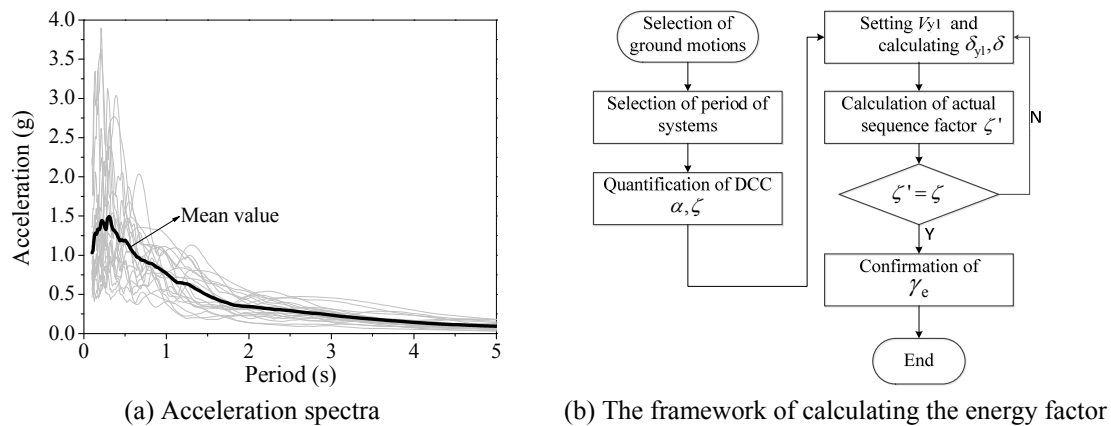 4.0
3.5
3.0
2.5
2.0
1.5
1.0
0.5
0.0
Acceleration (g)
Mean value
0 1 2 3 4 5
Period (s)
(a) Acceleration spectra
Selection of
ground motions
Selection of period of
systems
Quantification of DCC
α,ζ
Setting Vy1 and
calculating δy1,δ
Calculation of actual
sequence factor ζ'
N
ζ'=ζ
Y
Confirmation of
γe
End
(b) The framework of calculating the energy factor